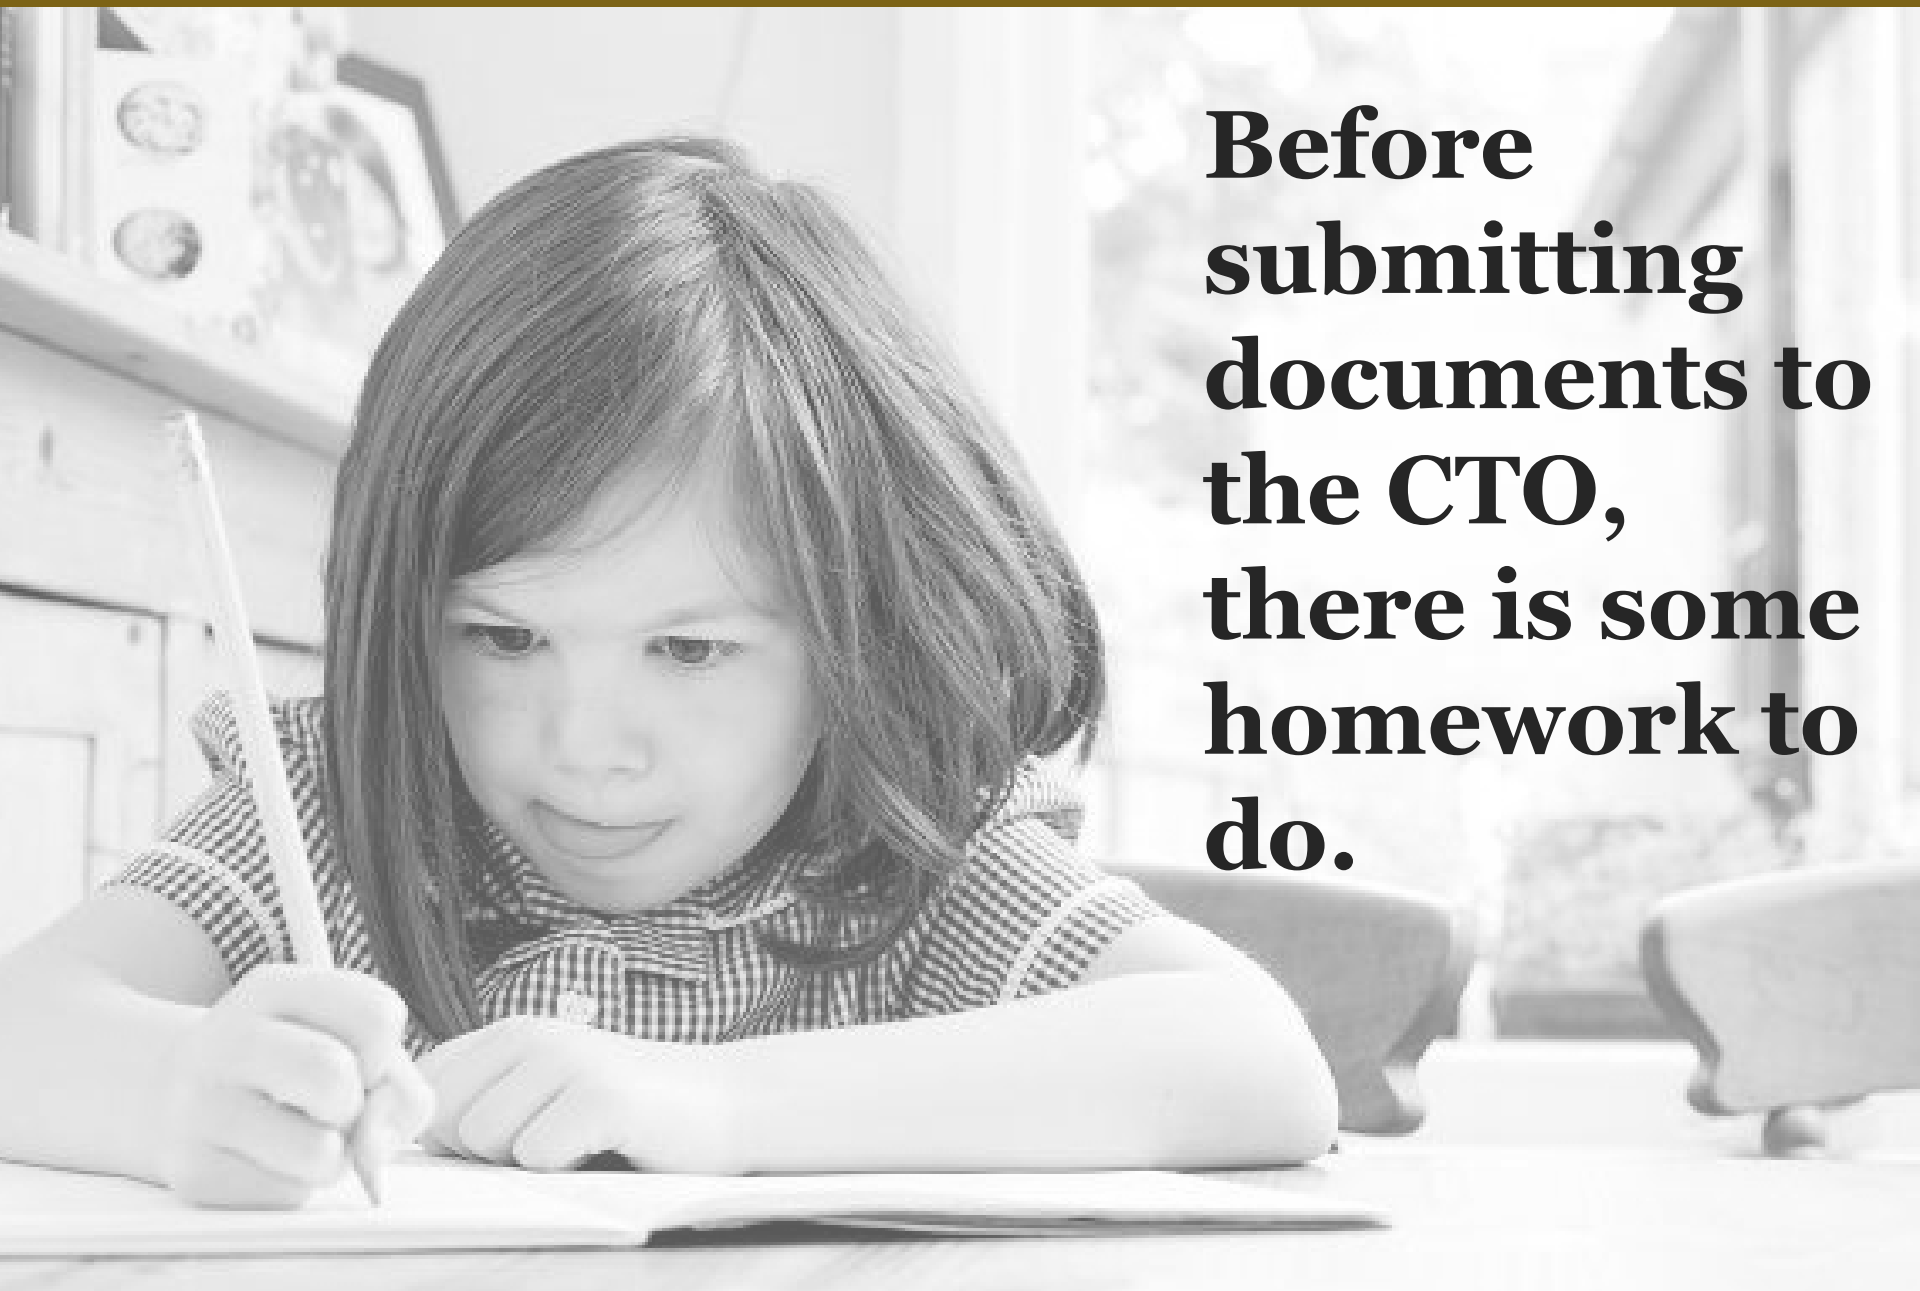 Before
submitting
documents to
the CTO,
there is some
homework to
do.